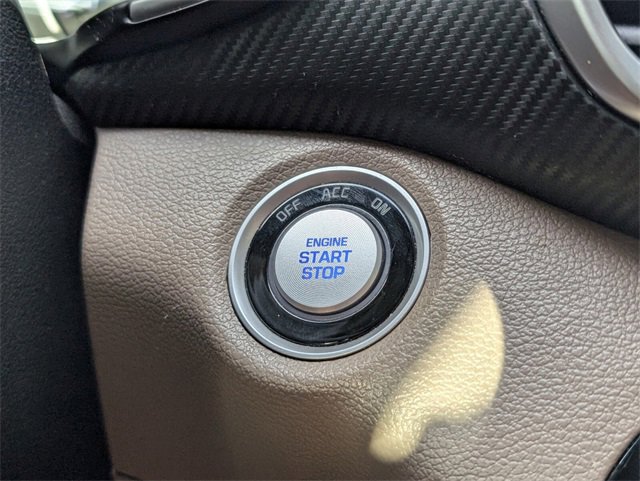 OFF ACC ON
ENGINE
START
STOP